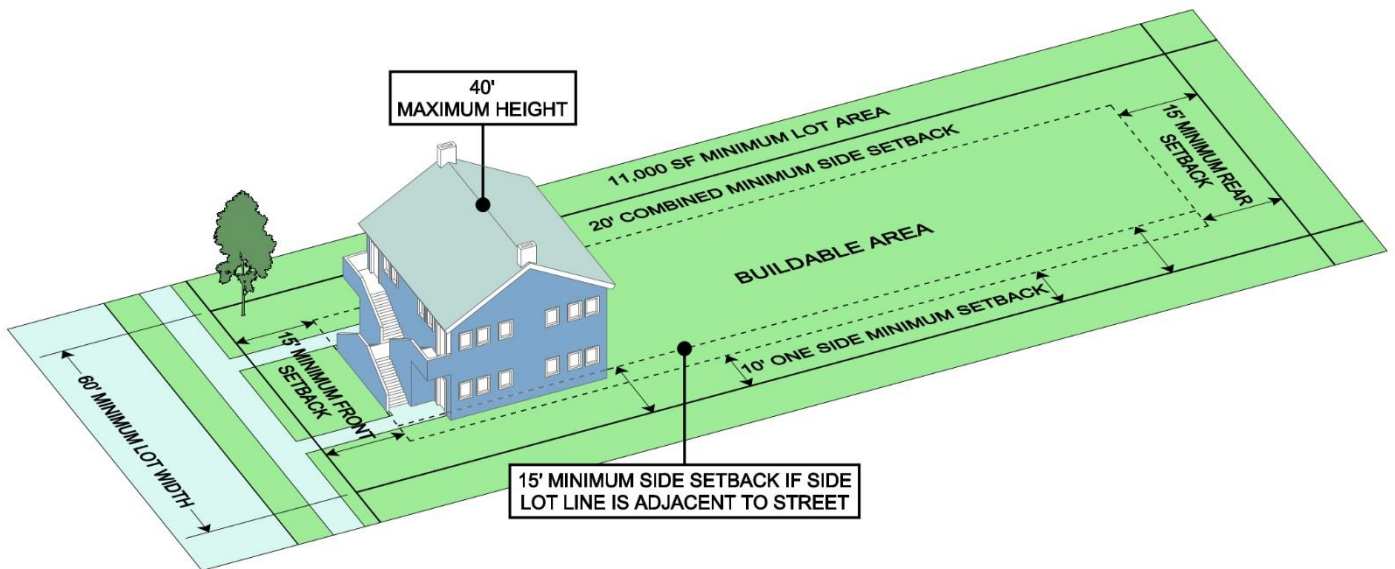 40'
MAXIMUM HEIGHT
11,000 SF MINIMUM LOT AREA
20' COMBINED MINIMUM SIDE SETBACK
15' MINIMUM REAR
SETBACK
BUILDABLE AREA
10' ONE SIDE MINIMUM SETBACK
15' MINIMUM FRONT
SETBACK
60' MINIMUM LOT WIDTH
15' MINIMUM SIDE SETBACK IF SIDE
LOT LINE IS ADJACENT TO STREET